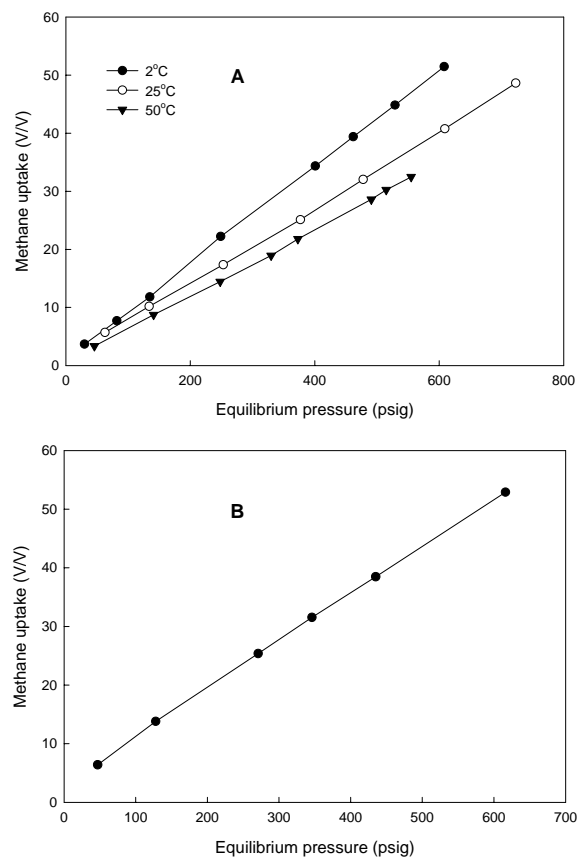 60
50
40
30
20
10
0
Methane uptake (V/V)
A
2°C
25°C
50°C
0 200 400 600 800
Equilibrium pressure (psig)
60
50
40
30
20
10
0
Methane uptake (V/V)
B
0 100 200 300 400 500 600 700
Equilibrium pressure (psig)